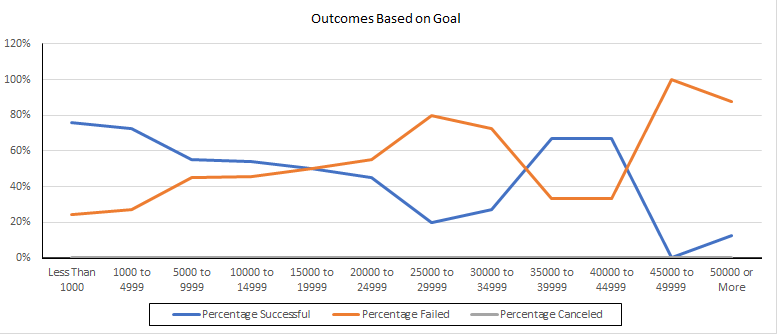 Outcomes Based on Goal
120%
100%
80%
60%
40%
20%
0%
Less Than 1000 to 5000 to 10000 to 15000 to 20000 to 25000 to 30000 to 35000 to 40000 to 45000 to 50000 or
1000 4999 9999 14999 19999 24999 29999 34999 39999 44999 49999 More
Percentage Successful Percentage Failed Percentage Canceled